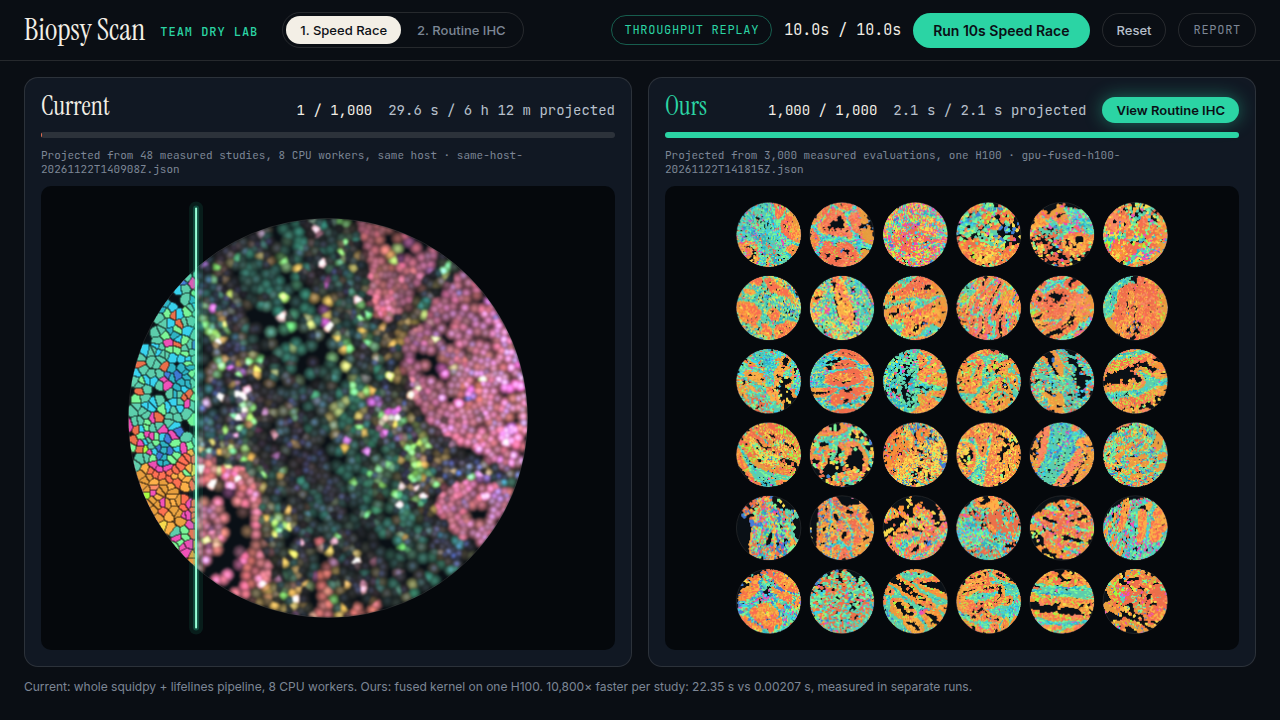 Biopsy Scan TEAM DRY LAB 1. Speed Race 2. Routine IHC THROUGHPUT REPLAY 10.0s / 10.0s Run 10s Speed Race Reset REPORT
Current 1 / 1,000 29.6 s / 6 h 12 m projected
Projected from 48 measured studies, 8 CPU workers, same host · same-host-
20261122T140908Z.json
Ours 1,000 / 1,000 2.1 s / 2.1 s projected View Routine IHC
Projected from 3,000 measured evaluations, one H100 · gpu-fused-h100-
20261122T141815Z.json
Current: whole squidpy + lifelines pipeline, 8 CPU workers. Ours: fused kernel on one H100. 10,800× faster per study: 22.35 s vs 0.00207 s, measured in separate runs.